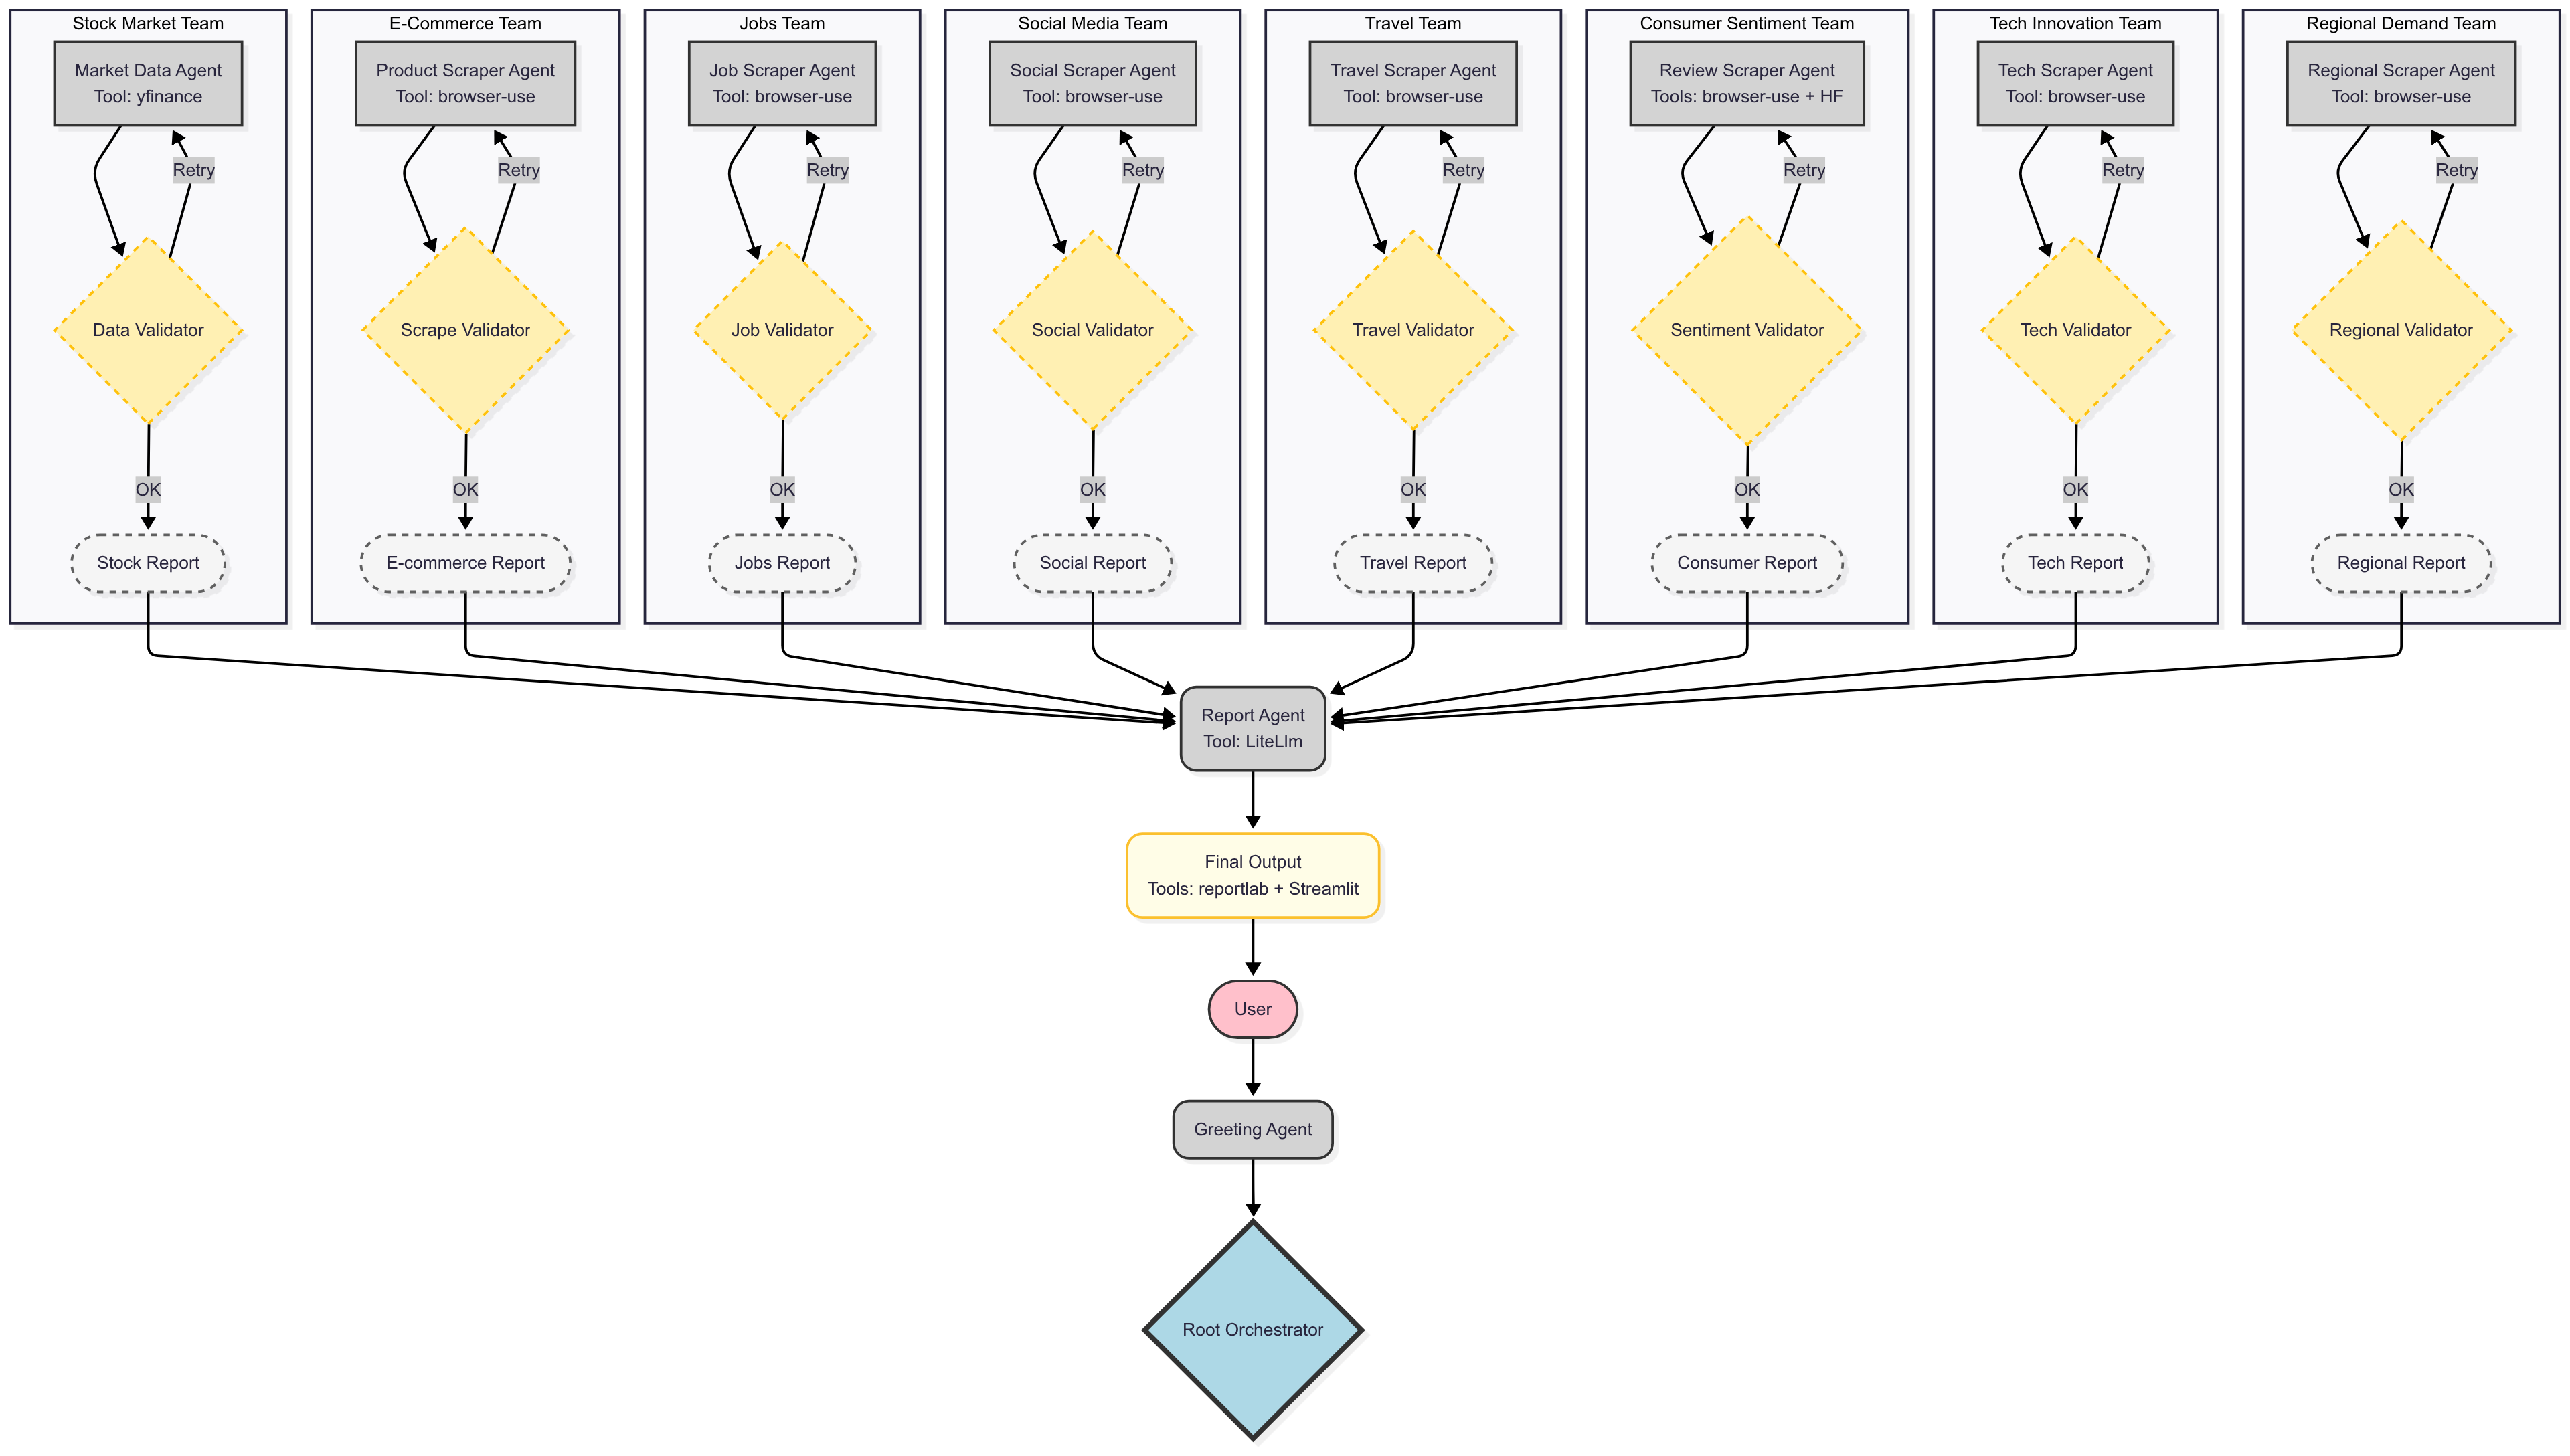 Stock Market Team
Market Data Agent
Tool: yfinance
Retry
Data Validator
OK
Stock Report
E-Commerce Team
Product Scraper Agent
Tool: browser-use
Retry
Scrape Validator
OK
E-commerce Report
Jobs Team
Job Scraper Agent
Tool: browser-use
Retry
Job Validator
OK
Jobs Report
Social Media Team
Social Scraper Agent
Tool: browser-use
Retry
Social Validator
OK
Social Report
Travel Team
Travel Scraper Agent
Tool: browser-use
Retry
Travel Validator
OK
Travel Report
Consumer Sentiment Team
Review Scraper Agent
Tools: browser-use + HF
Retry
Sentiment Validator
OK
Consumer Report
Tech Innovation Team
Tech Scraper Agent
Tool: browser-use
Retry
Tech Validator
OK
Tech Report
Regional Demand Team
Regional Scraper Agent
Tool: browser-use
Retry
Regional Validator
OK
Regional Report
Report Agent
Tool: LiteLlm
Final Output
Tools: reportlab + Streamlit
User
Greeting Agent
Root Orchestrator